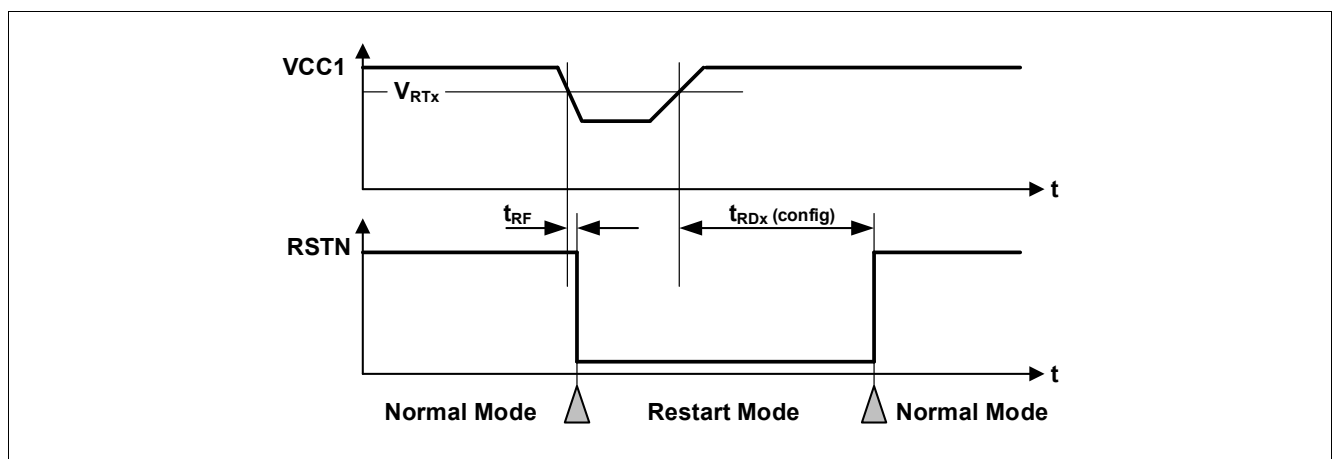 VCC1
VRTx
t
tRF
tRDx (config)
RSTN
t
Normal Mode
Restart Mode
Normal Mode